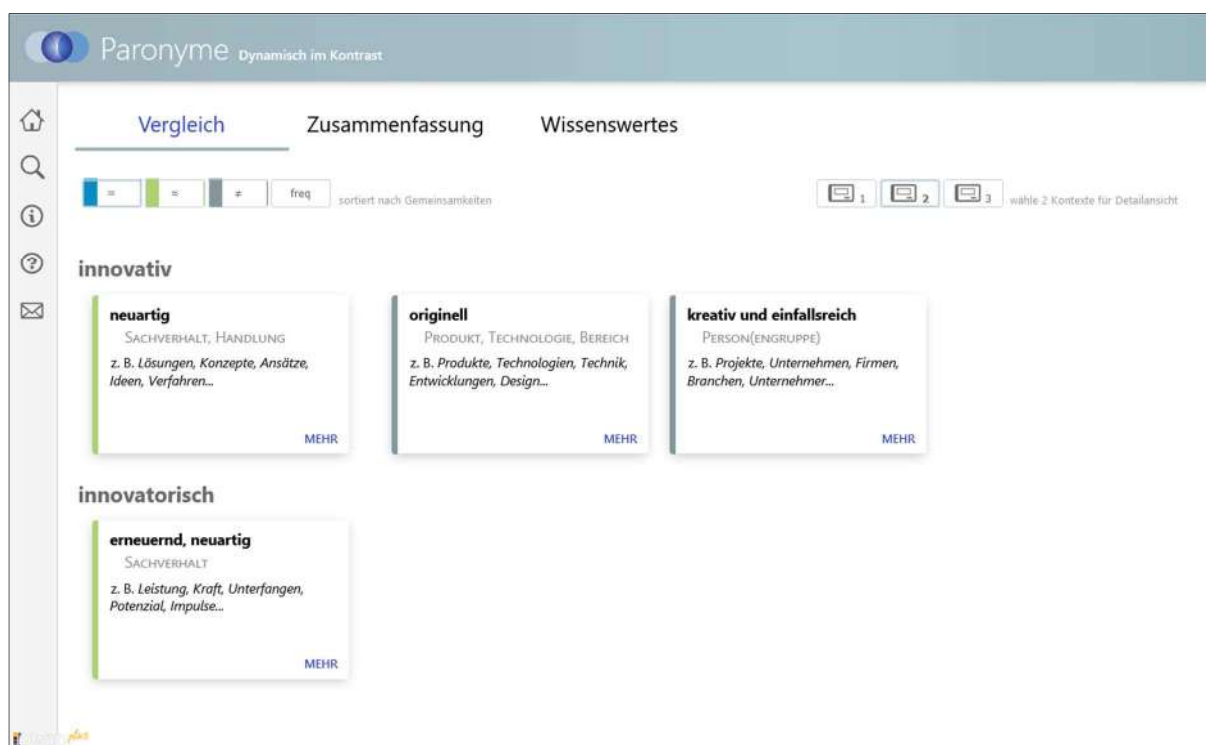 Paronyme Dynamisch im Kontrast
Vergleich Zusammenfassung Wissenswertes
= ≈ ≠ freq sortiert nach Gemeinsamkeiten 1 2 3 wähle 2 Kontexte für Detailansicht
innovativ
neuartig
SACHVERHALT, HANDLUNG
z. B. Lösungen, Konzepte, Ansätze,
Ideen, Verfahren...
MEHR
originell
PRODUKT, TECHNOLOGIE, BEREICH
z. B. Produkte, Technologien, Technik,
Entwicklungen, Design...
MEHR
kreativ und einfallsreich
PERSON(ENGRUPPE)
z. B. Projekte, Unternehmen, Firmen,
Branchen, Unternehmer...
MEHR
innovatorisch
erneuernd, neuartig
SACHVERHALT
z. B. Leistung, Kraft, Unterfangen,
Potenzial, Impulse...
MEHR
plus